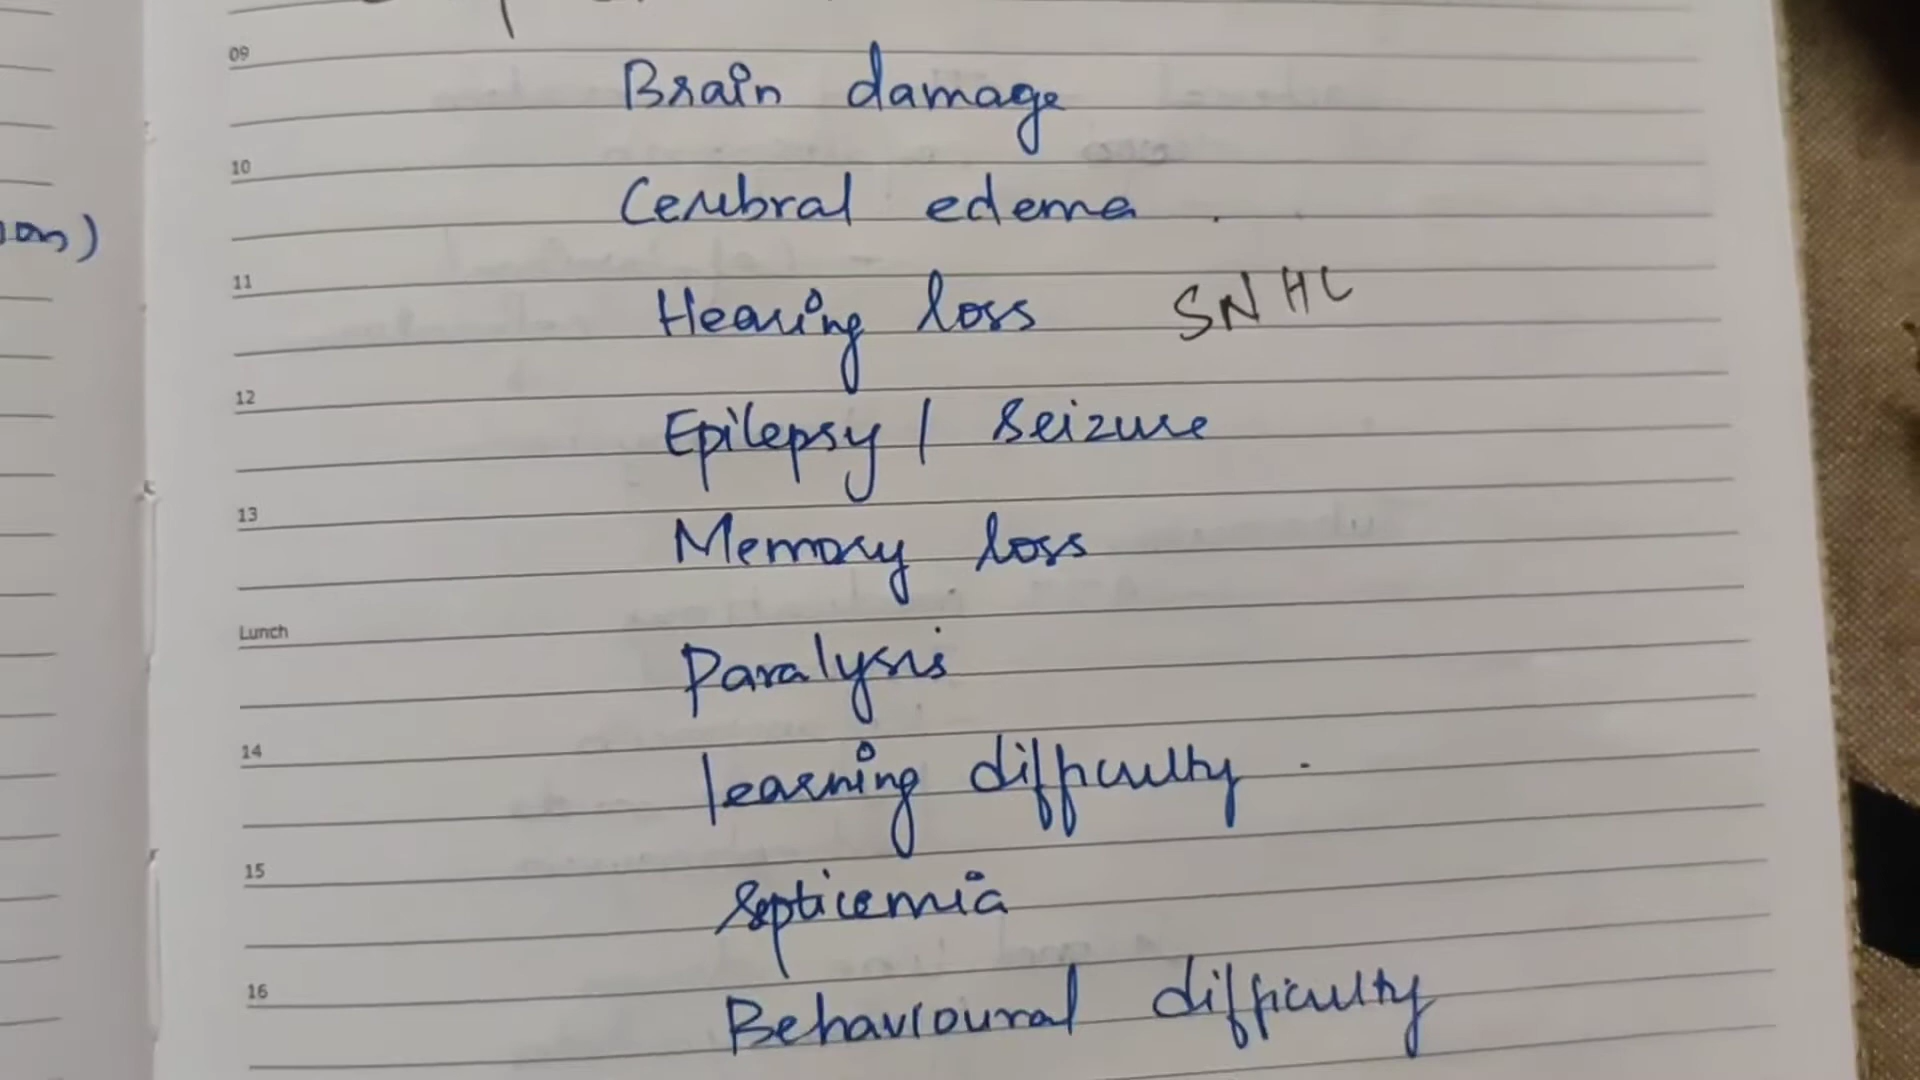 09
Brain damage
10
Cerebral edema .
11
Hearing loss SNHL
12
Epilepsy / seizure
13
Memory loss
Lunch
Paralysis
14
learning difficulty .
15
Septicemia
16
Behavioural difficulty